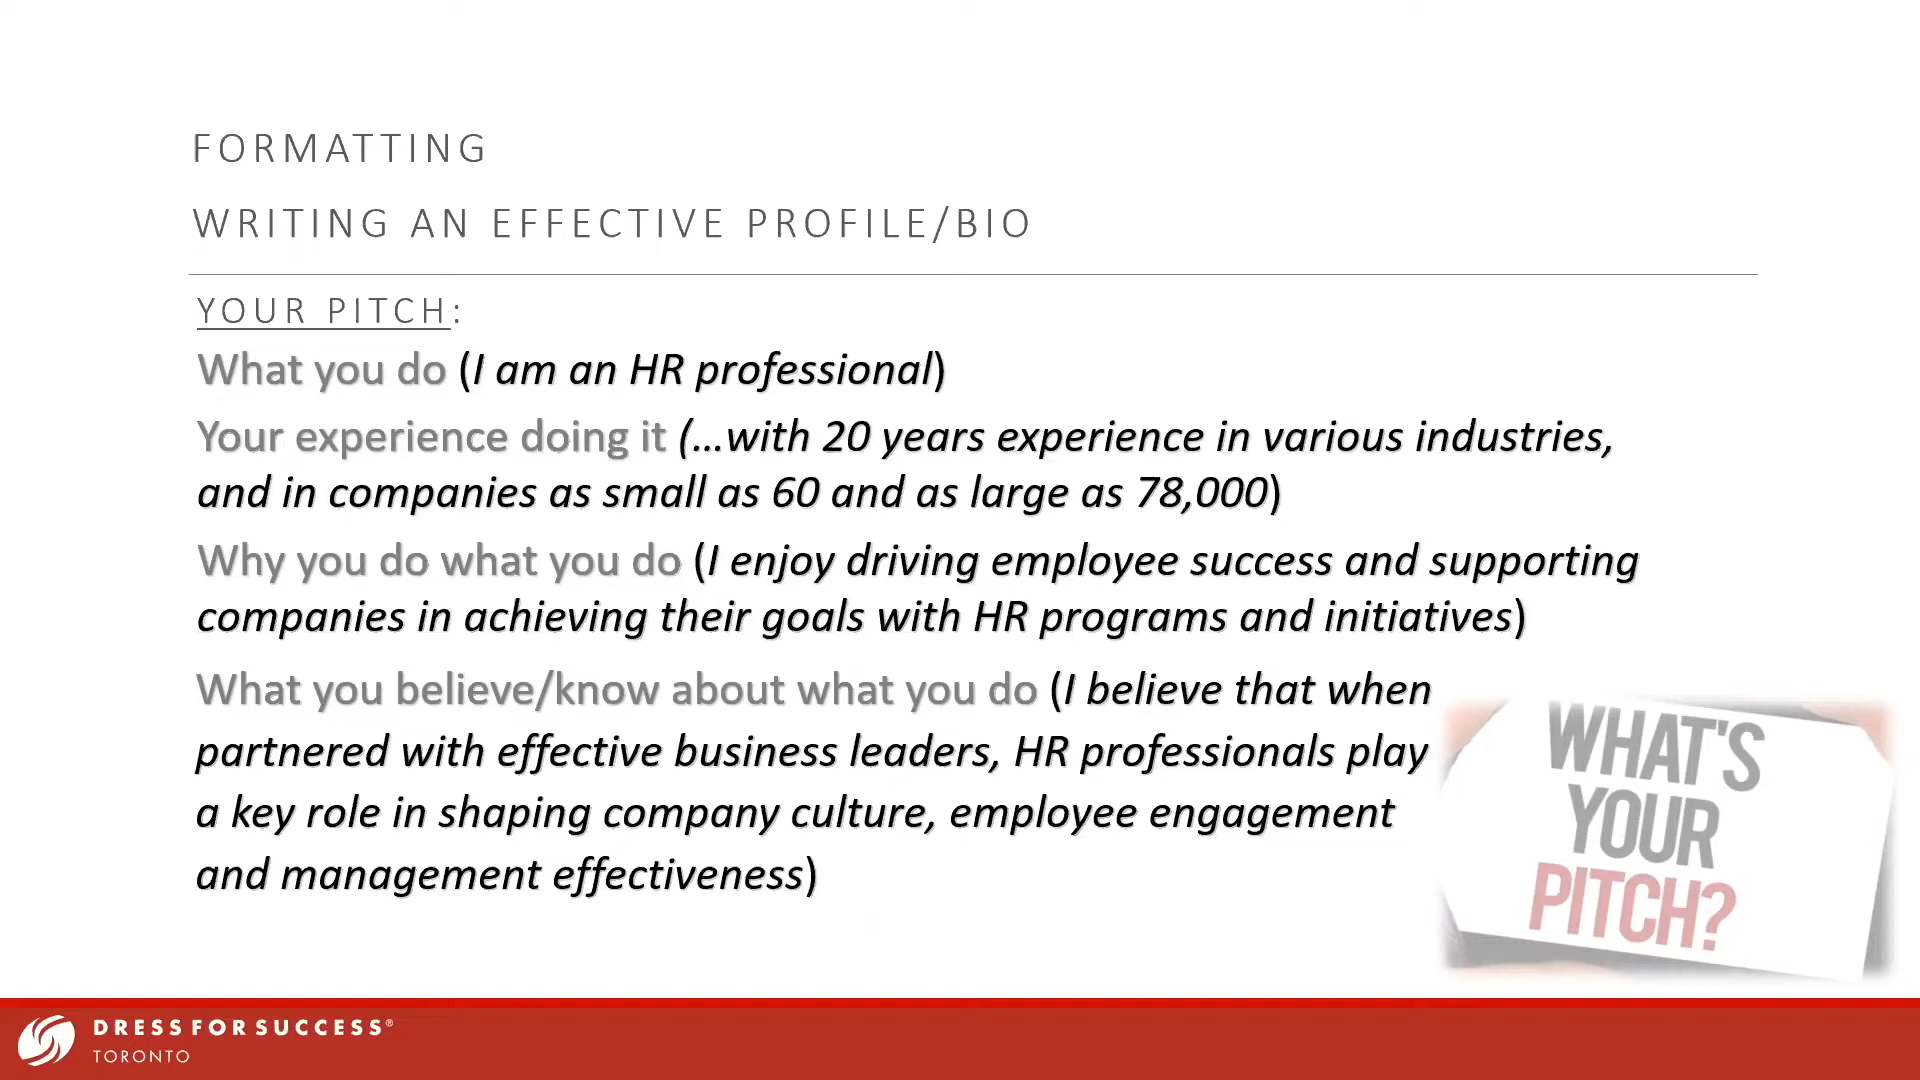 FORMATTING
WRITING AN EFFECTIVE PROFILE/BIO
YOUR PITCH:
What you do (I am an HR professional)
Your experience doing it (...with 20 years experience in various industries,
and in companies as small as 60 and as large as 78,000)
Why you do what you do (I enjoy driving employee success and supporting
companies in achieving their goals with HR programs and initiatives)
What you believe/know about what you do (I believe that when
partnered with effective business leaders, HR professionals play
a key role in shaping company culture, employee engagement
and management effectiveness)
WHAT'S
YOUR
PITCH?
DRESS FOR SUCCESS®
TORONTO